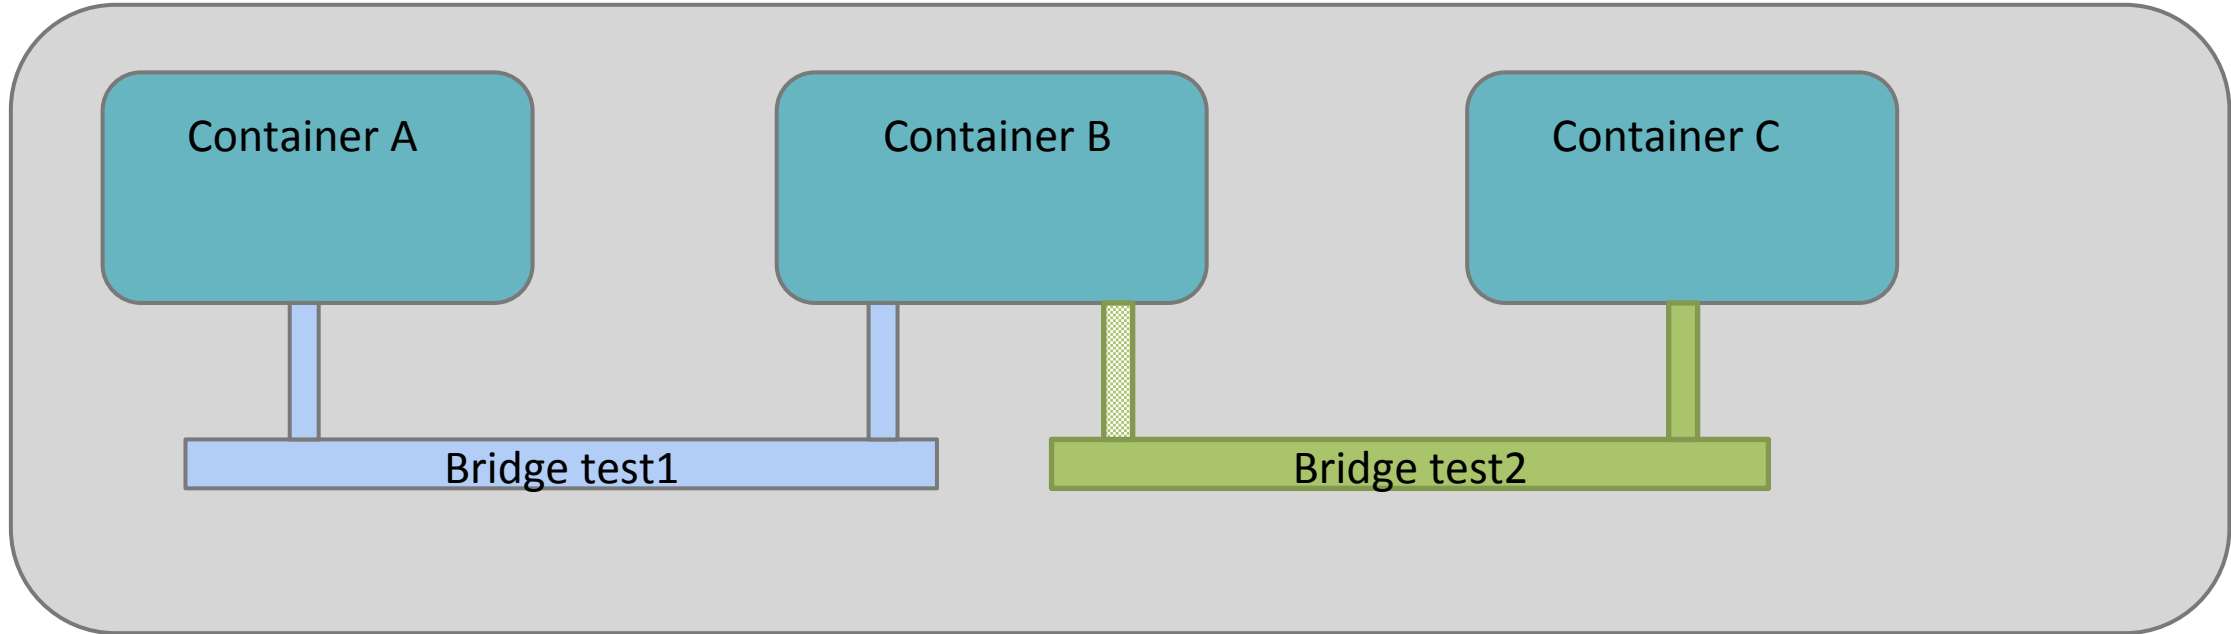 Container A
Container B
Container C
Bridge test1
Bridge test2